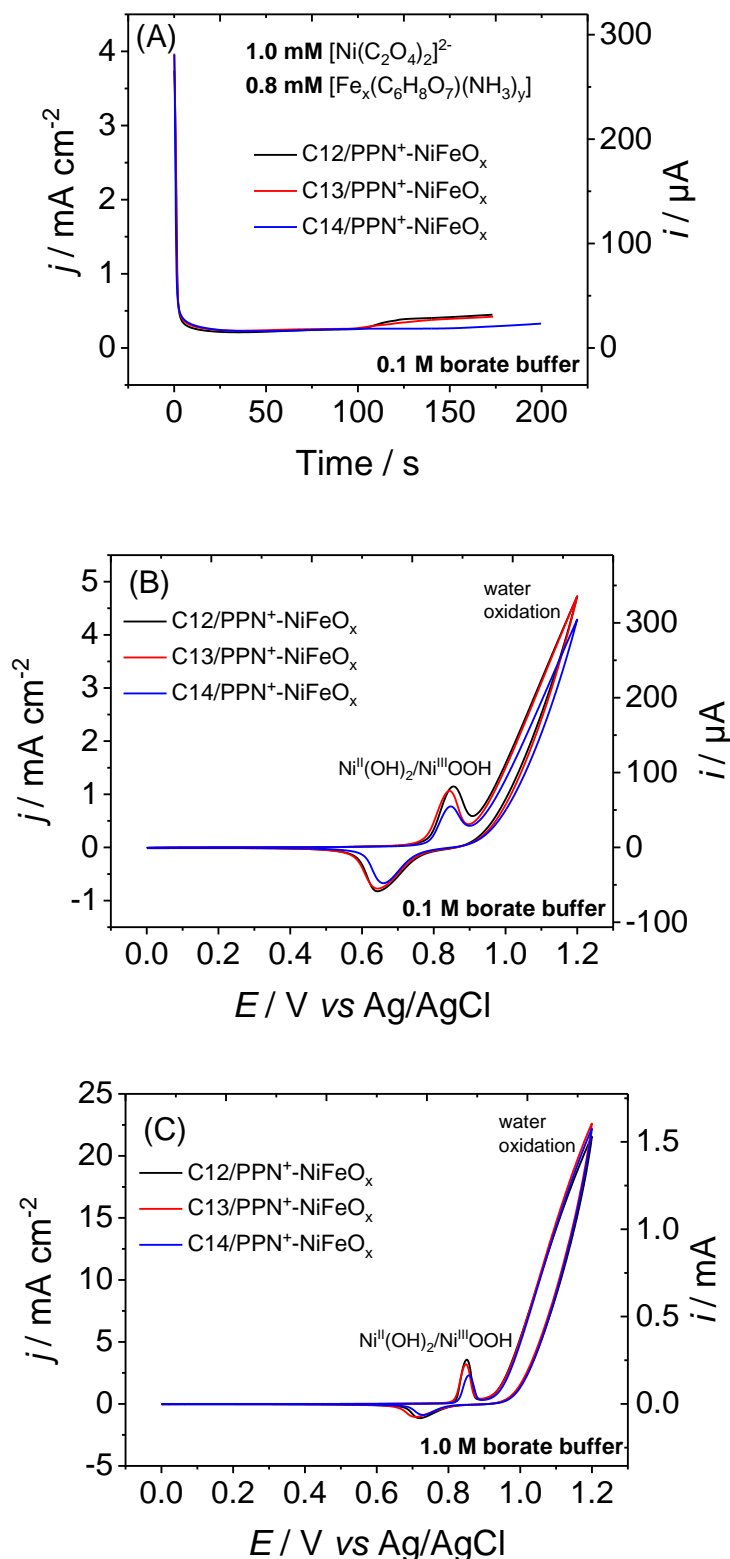 (A)
1.0 mM [Ni(C₂O₄)₂]²⁻
0.8 mM [Feₓ(C₆H₈O₇)(NH₃)ᵧ]
C12/PPN⁺-NiFeOₓ
C13/PPN⁺-NiFeOₓ
C14/PPN⁺-NiFeOₓ
0.1 M borate buffer
j / mA cm⁻²
4
3
2
1
0
i / µA
300
200
100
0
0 50 100 150 200
Time / s
(B)
water
oxidation
C12/PPN⁺-NiFeOₓ
C13/PPN⁺-NiFeOₓ
C14/PPN⁺-NiFeOₓ
Niᴵᴵ(OH)₂/NiᴵᴵᴵOOH
0.1 M borate buffer
j / mA cm⁻²
5
4
3
2
1
0
-1
i / µA
300
200
100
0
-100
0.0 0.2 0.4 0.6 0.8 1.0 1.2
E / V vs Ag/AgCl
(C)
water
oxidation
C12/PPN⁺-NiFeOₓ
C13/PPN⁺-NiFeOₓ
C14/PPN⁺-NiFeOₓ
Niᴵᴵ(OH)₂/NiᴵᴵᴵOOH
1.0 M borate buffer
j / mA cm⁻²
25
20
15
10
5
0
-5
i / mA
1.5
1.0
0.5
0.0
0.0 0.2 0.4 0.6 0.8 1.0 1.2
E / V vs Ag/AgCl